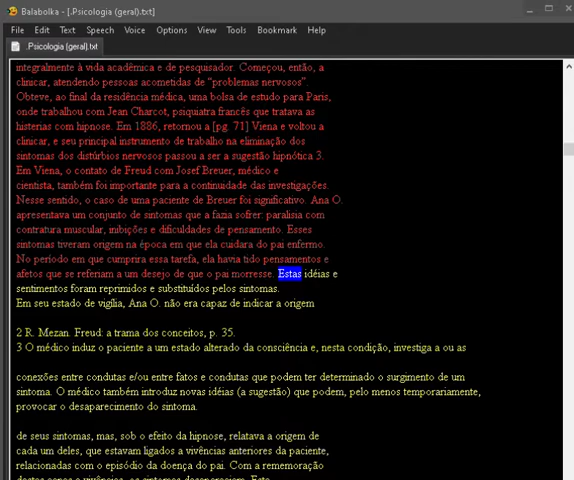 Balabolka - [.Psicologia (geral).txt]
File Edit Text Speech Voice Options View Tools Bookmark Help
.Psicologia (geral).txt
integralmente à vida acadêmica e de pesquisador. Começou, então, a
clinicar, atendendo pessoas acometidas de “problemas nervosos”.
Obteve, ao final da residência médica, uma bolsa de estudo para Paris,
onde trabalhou com Jean Charcot, psiquiatra francês que tratava as
histerias com hipnose. Em 1886, retornou a [pg. 71] Viena e voltou a
clinicar, e seu principal instrumento de trabalho na eliminação dos
sintomas dos distúrbios nervosos passou a ser a sugestão hipnótica 3.
Em Viena, o contato de Freud com Josef Breuer, médico e
cientista, também foi importante para a continuidade das investigações.
Nesse sentido, o caso de uma paciente de Breuer foi significativo. Ana O.
apresentava um conjunto de sintomas que a fazia sofrer: paralisia com
contratura muscular, inibições e dificuldades de pensamento. Esses
sintomas tiveram origem na época em que ela cuidara do pai enfermo.
No período em que cumprira essa tarefa, ela havia tido pensamentos e
afetos que se referiam a um desejo de que o pai morresse. Estas idéias e
sentimentos foram reprimidos e substituídos pelos sintomas.
Em seu estado de vigília, Ana O. não era capaz de indicar a origem
2 R. Mezan. Freud: a trama dos conceitos, p. 35.
3 O médico induz o paciente a um estado alterado da consciência e, nesta condição, investiga a ou as
conexões entre condutas e/ou entre fatos e condutas que podem ter determinado o surgimento de um
sintoma. O médico também introduz novas idéias (a sugestão) que podem, pelo menos temporariamente,
provocar o desaparecimento do sintoma.
de seus sintomas, mas, sob o efeito da hipnose, relatava a origem de
cada um deles, que estavam ligados a vivências anteriores da paciente,
relacionadas com o episódio da doença do pai. Com a rememoração